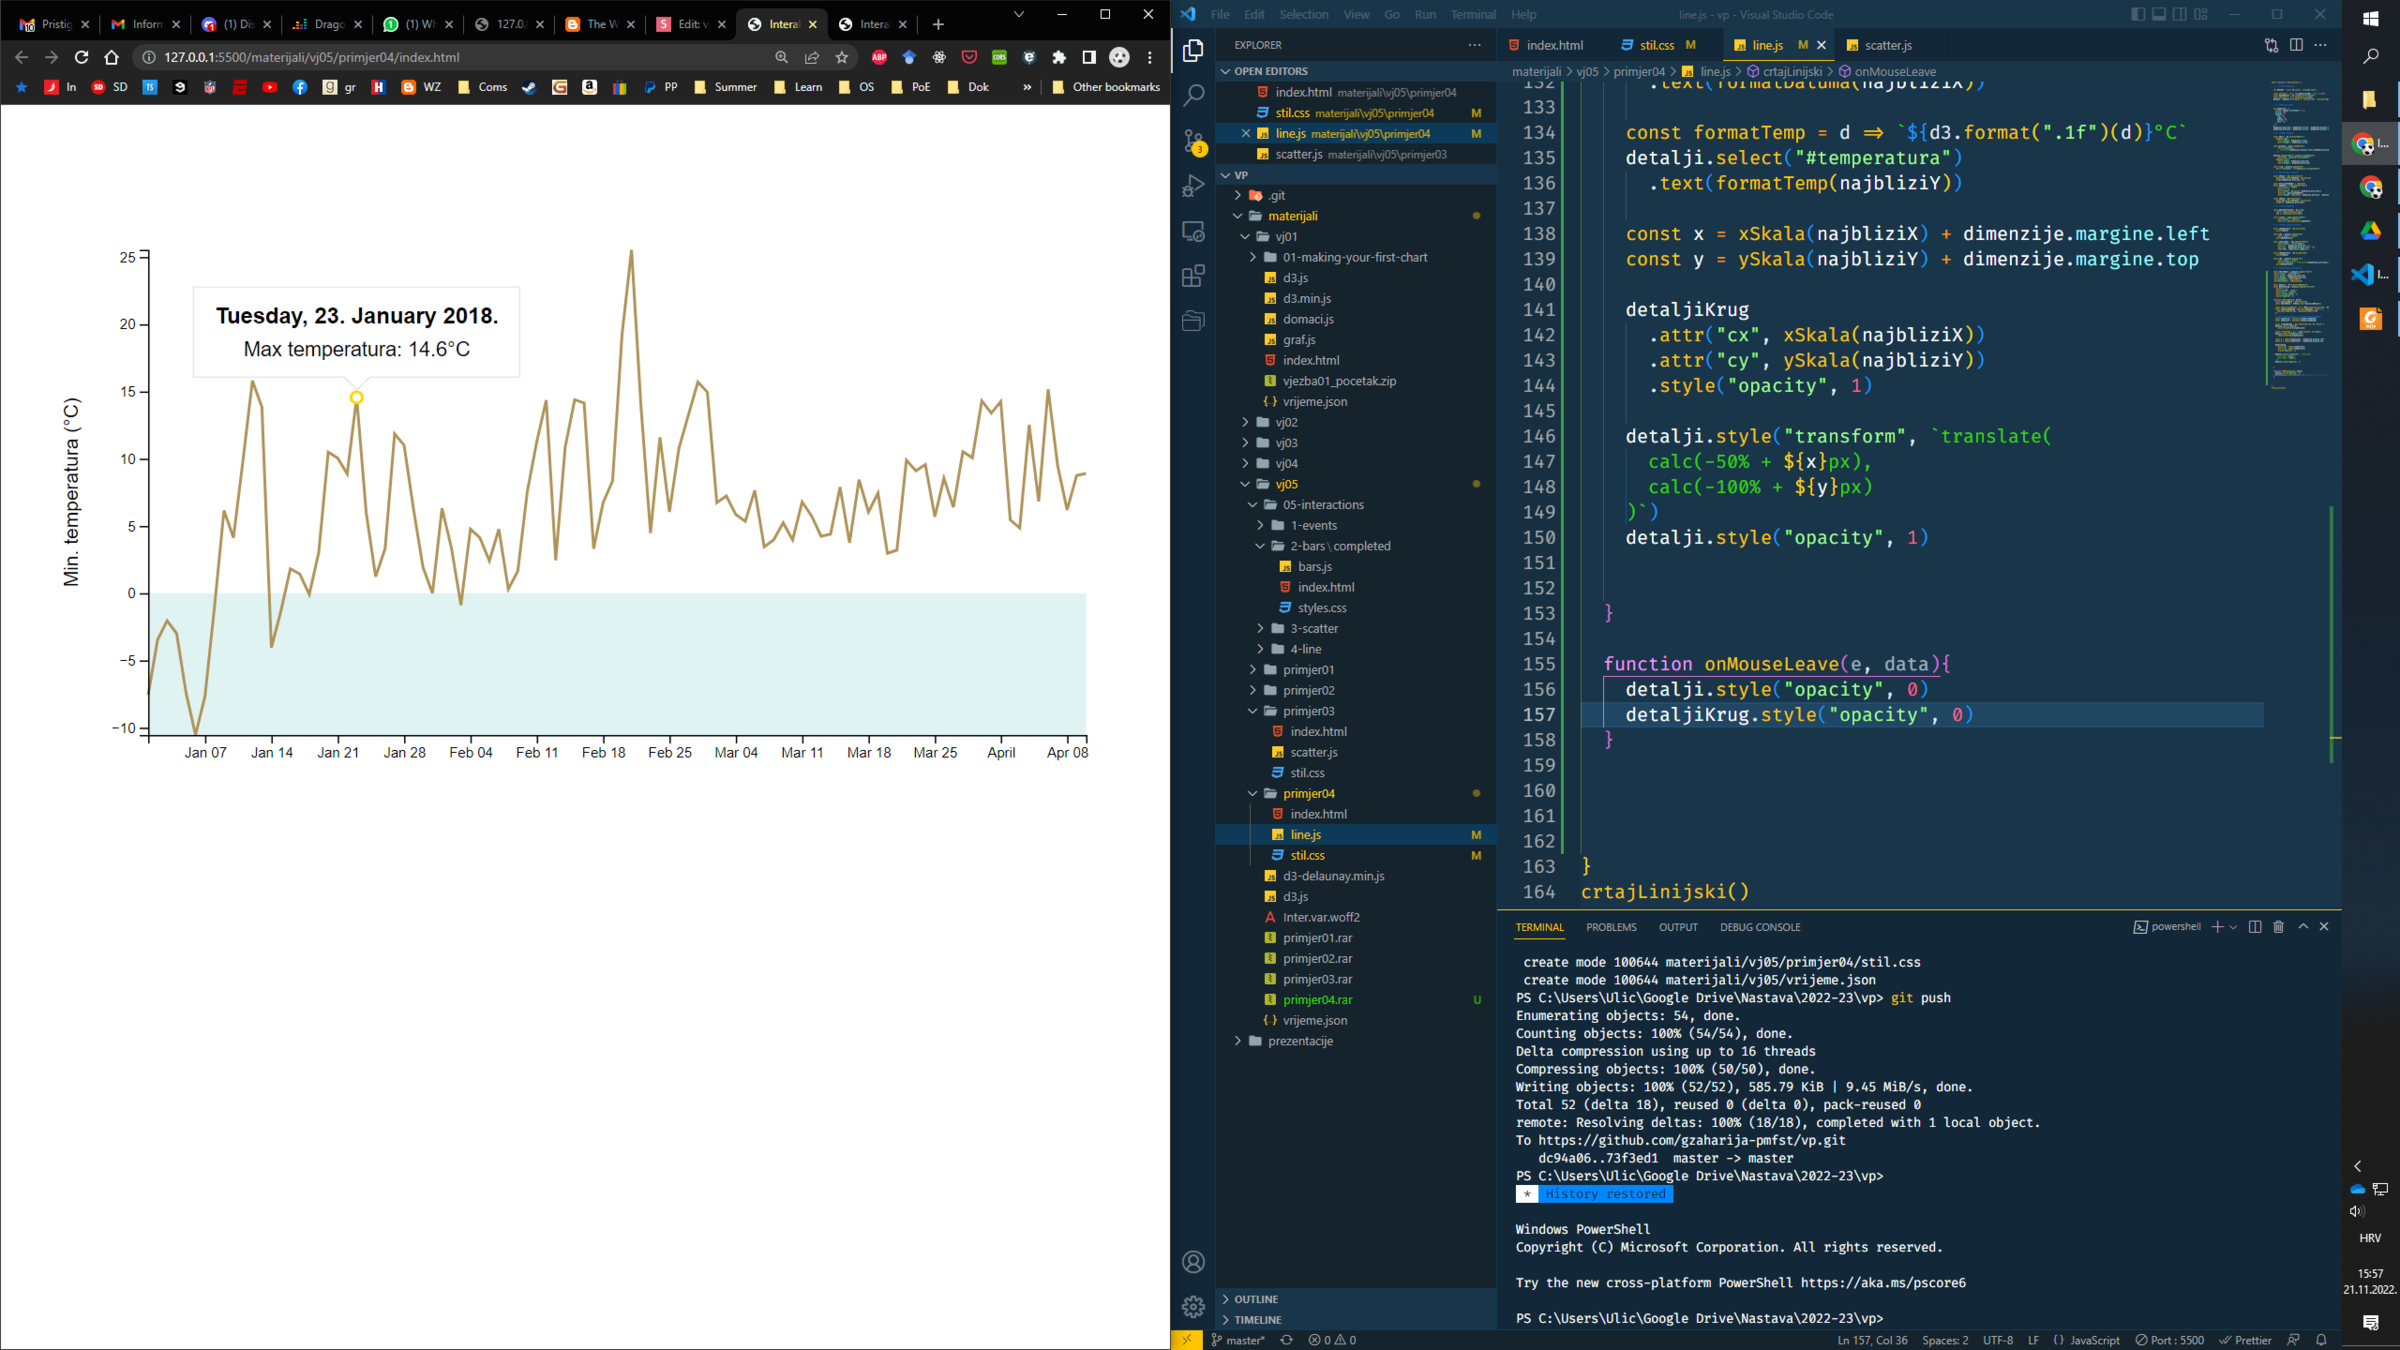 Pristig
Inform
(1) Dis
Drago
(1) Wh
127.0.
The W
Edit: v
Intera
Intera
127.0.0.1:5500/materijali/vj05/primjer04/index.html
In
SD
gr
WZ
Coms
PP
Summer
Learn
OS
PoE
Dok
»
Other bookmarks
Tuesday, 23. January 2018.
Max temperatura: 14.6°C
Min. temperatura (°C)
25
20
15
10
5
0
−5
−10
Jan 07
Jan 14
Jan 21
Jan 28
Feb 04
Feb 11
Feb 18
Feb 25
Mar 04
Mar 11
Mar 18
Mar 25
April
Apr 08
File Edit Selection View Go Run Terminal Help
line.js - vp - Visual Studio Code
EXPLORER
OPEN EDITORS
index.html materijali\vj05\primjer04
stil.css materijali\vj05\primjer04 M
line.js materijali\vj05\primjer04 M
scatter.js materijali\vj05\primjer03
VP
.git
materijali
vj01
01-making-your-first-chart
d3.js
d3.min.js
domaci.js
graf.js
index.html
vjezba01_pocetak.zip
vrijeme.json
vj02
vj03
vj04
vj05
05-interactions
1-events
2-bars\completed
bars.js
index.html
styles.css
3-scatter
4-line
primjer01
primjer02
primjer03
index.html
scatter.js
stil.css
primjer04
index.html
line.js M
stil.css M
d3-delaunay.min.js
d3.js
Inter.var.woff2
primjer01.rar
primjer02.rar
primjer03.rar
primjer04.rar U
vrijeme.json
prezentacije
OUTLINE
TIMELINE
index.html
stil.css M
line.js M
scatter.js
materijali > vj05 > primjer04 > line.js > crtajLinijski > onMouseLeave
132 .text(formatDatuma(najbliziX))
133
134 const formatTemp = d => `${d3.format(".1f")(d)}°C`
135 detalji.select("#temperatura")
136 .text(formatTemp(najbliziY))
137
138 const x = xSkala(najbliziX) + dimenzije.margine.left
139 const y = ySkala(najbliziY) + dimenzije.margine.top
140
141 detaljiKrug
142 .attr("cx", xSkala(najbliziX))
143 .attr("cy", ySkala(najbliziY))
144 .style("opacity", 1)
145
146 detalji.style("transform", `translate(
147 calc(-50% + ${x}px),
148 calc(-100% + ${y}px)
149 )`)
150 detalji.style("opacity", 1)
151
152
153 }
154
155 function onMouseLeave(e, data){
156 detalji.style("opacity", 0)
157 detaljiKrug.style("opacity", 0)
158 }
159
160
161
162
163 }
164 crtajLinijski()
TERMINAL PROBLEMS OUTPUT DEBUG CONSOLE
powershell
create mode 100644 materijali/vj05/primjer04/stil.css
create mode 100644 materijali/vj05/vrijeme.json
PS C:\Users\Ulic\Google Drive\Nastava\2022-23\vp> git push
Enumerating objects: 54, done.
Counting objects: 100% (54/54), done.
Delta compression using up to 16 threads
Compressing objects: 100% (50/50), done.
Writing objects: 100% (52/52), 585.79 KiB | 9.45 MiB/s, done.
Total 52 (delta 18), reused 0 (delta 0), pack-reused 0
remote: Resolving deltas: 100% (18/18), completed with 1 local object.
To https://github.com/gzaharija-pmfst/vp.git
dc94a06..73f3ed1 master -> master
PS C:\Users\Ulic\Google Drive\Nastava\2022-23\vp>
* History restored
Windows PowerShell
Copyright (C) Microsoft Corporation. All rights reserved.
Try the new cross-platform PowerShell https://aka.ms/pscore6
PS C:\Users\Ulic\Google Drive\Nastava\2022-23\vp>
master*
0 0
Ln 157, Col 36
Spaces: 2
UTF-8
LF
{} JavaScript
Port : 5500
Prettier
HRV
15:57
21.11.2022.